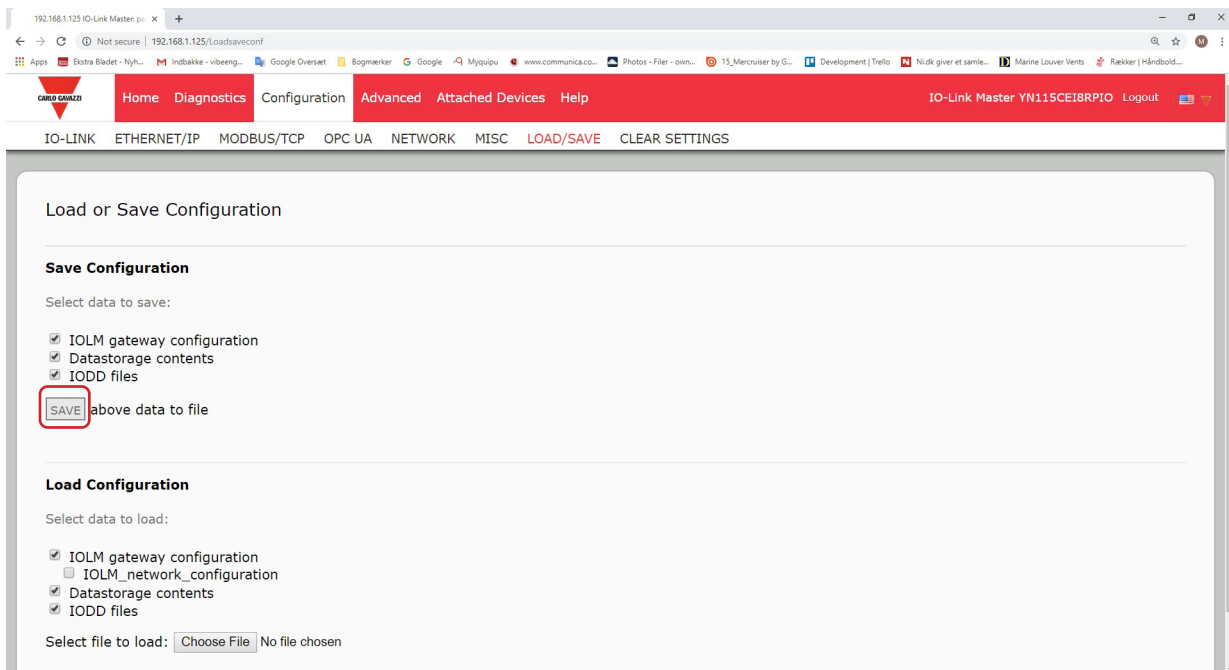 192.168.1.125 IO-Link Master: pa
Not secure | 192.168.1.125/Loadsaveconf
M
Apps Ekstra Bladet - Nyh... Indbakke - vibeeng... Google Oversæt Bogmærker Google Myquipu www.communica.co... Photos - Filer - own... 15_Mercruiser by G... Development | Trello Ni.dk giver et samle... Marine Louver Vents Rækker | Håndbold....
CARLO GAVAZZI
Home Diagnostics Configuration Advanced Attached Devices Help IO-Link Master YN115CEI8RPIO Logout
IO-LINK ETHERNET/IP MODBUS/TCP OPC UA NETWORK MISC LOAD/SAVE CLEAR SETTINGS
Load or Save Configuration
Save Configuration
Select data to save:
IOLM gateway configuration
Datastorage contents
IODD files
SAVE above data to file
Load Configuration
Select data to load:
IOLM gateway configuration
IOLM_network_configuration
Datastorage contents
IODD files
Select file to load: Choose File No file chosen